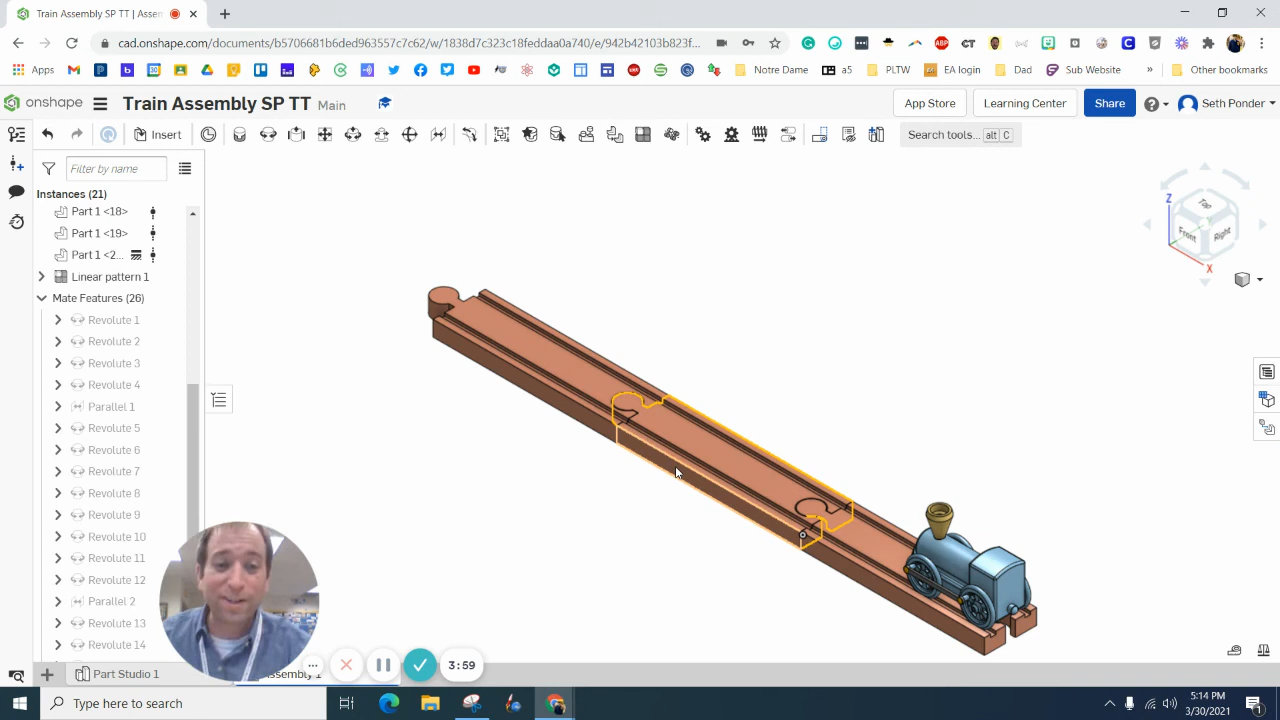 Train Assembly SP TT | Assem
cad.onshape.com/documents/b5706681b6ded963557c7c62/w/1838d7c323c18feddaa0a740/e/942b42103b823f...
Apps
Notre Dame
a5
PLTW
EA login
Dad
Sub Website
»
Other bookmarks
onshape
Train Assembly SP TT Main
App Store
Learning Center
Share
Seth Ponder
Insert
Search tools... alt C
Filter by name
Instances (21)
Part 1 <18>
Part 1 <19>
Part 1 <2...
Linear pattern 1
Mate Features (26)
Revolute 1
Revolute 2
Revolute 3
Revolute 4
Parallel 1
Revolute 5
Revolute 6
Revolute 7
Revolute 8
Revolute 9
Revolute 10
Revolute 11
Revolute 12
Parallel 2
Revolute 13
Revolute 14
Z
Top
Front
Right
X
3:59
Part Studio 1
Assembly 1
Type here to search
5:14 PM
3/30/2021